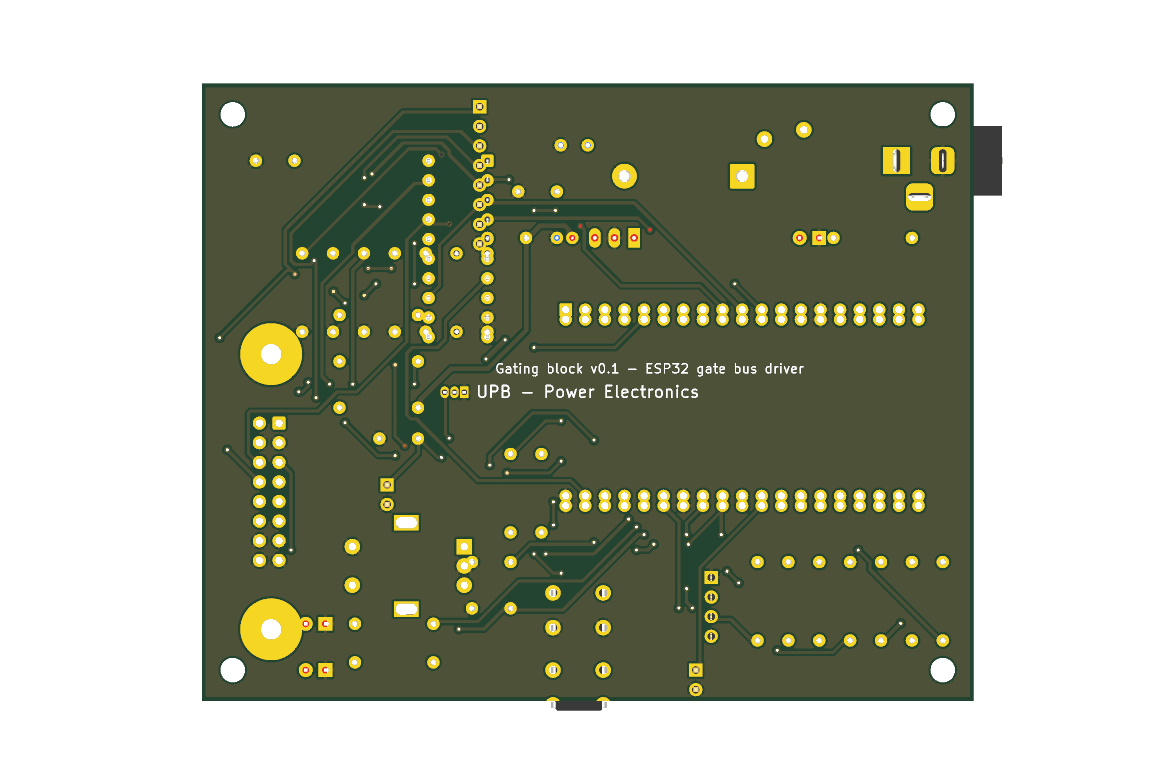 Gating block v0.1 – ESP32 gate bus driver
UPB – Power Electronics